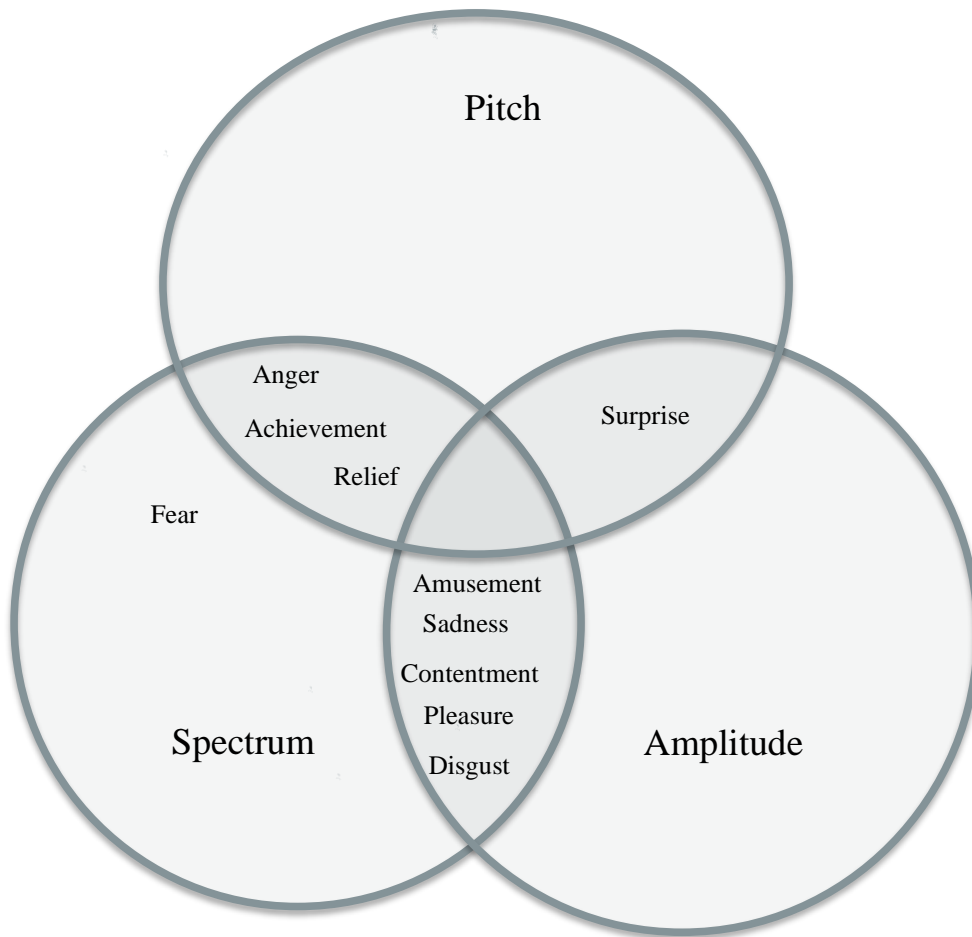 Pitch
Anger
Surprise
Achievement
Relief
Fear
Amusement
Sadness
Contentment
Pleasure
Spectrum
Amplitude
Disgust